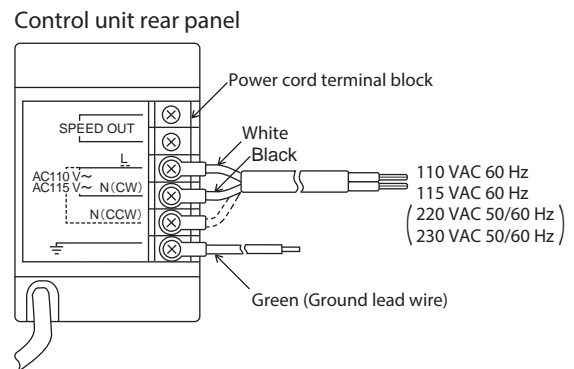 Control unit rear panel
Power cord terminal block
SPEED OUT
White
Black
L
AC110 V~
AC115 V~ N(CW)
N(CCW)
110 VAC 60 Hz
115 VAC 60 Hz
(220 VAC 50/60 Hz
230 VAC 50/60 Hz)
Green (Ground lead wire)